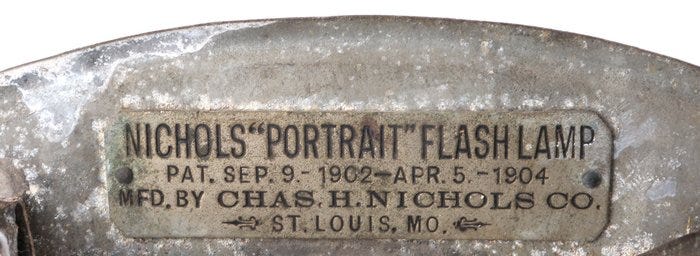 NICHOLS "PORTRAIT" FLASH LAMP
PAT. SEP. 9.-1902-APR. 5.-1904
MFD. BY CHAS. H. NICHOLS CO.
ST. LOUIS, MO.